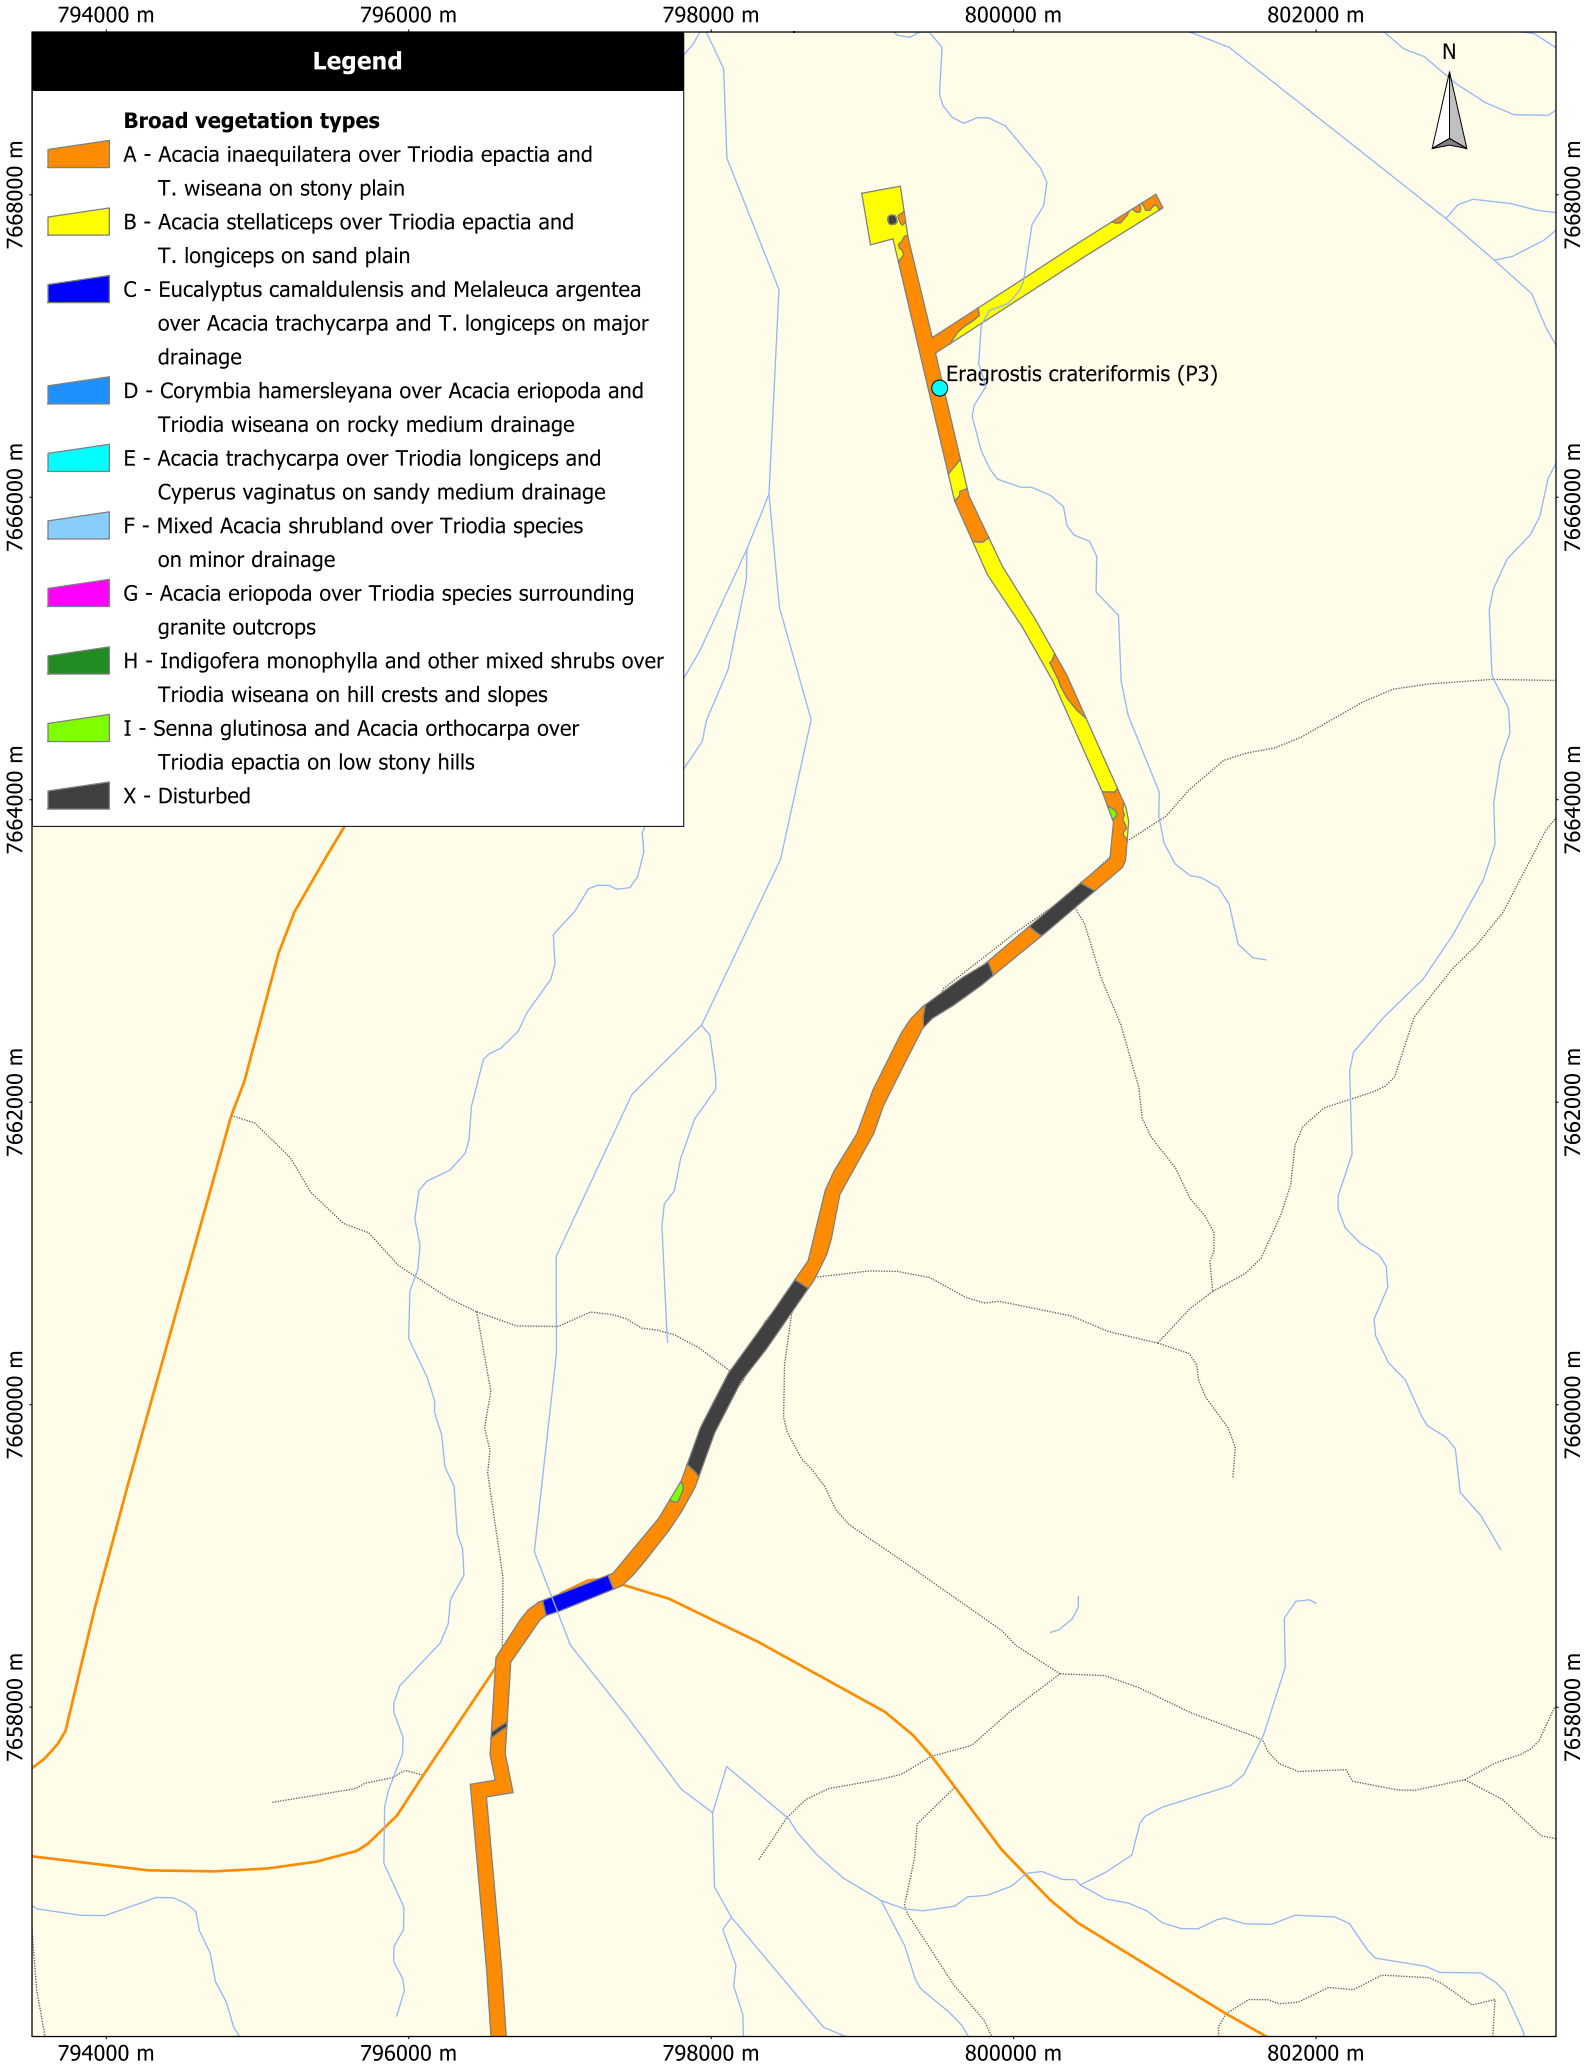 794000 m 796000 m 798000 m 800000 m 802000 m
Legend
N
Broad vegetation types
A - Acacia inaequilatera over Triodia epactia and
T. wiseana on stony plain
B - Acacia stellaticeps over Triodia epactia and
T. longiceps on sand plain
C - Eucalyptus camaldulensis and Melaleuca argentea
over Acacia trachycarpa and T. longiceps on major
drainage
D - Corymbia hamersleyana over Acacia eriopoda and
Triodia wiseana on rocky medium drainage
E - Acacia trachycarpa over Triodia longiceps and
Cyperus vaginatus on sandy medium drainage
F - Mixed Acacia shrubland over Triodia species
on minor drainage
G - Acacia eriopoda over Triodia species surrounding
granite outcrops
H - Indigofera monophylla and other mixed shrubs over
Triodia wiseana on hill crests and slopes
I - Senna glutinosa and Acacia orthocarpa over
Triodia epactia on low stony hills
X - Disturbed
Eragrostis crateriformis (P3)
7668000 m
7666000 m
7664000 m
7662000 m
7660000 m
7658000 m
7668000 m
7666000 m
7664000 m
7662000 m
7660000 m
7658000 m
794000 m 796000 m 798000 m 800000 m 802000 m